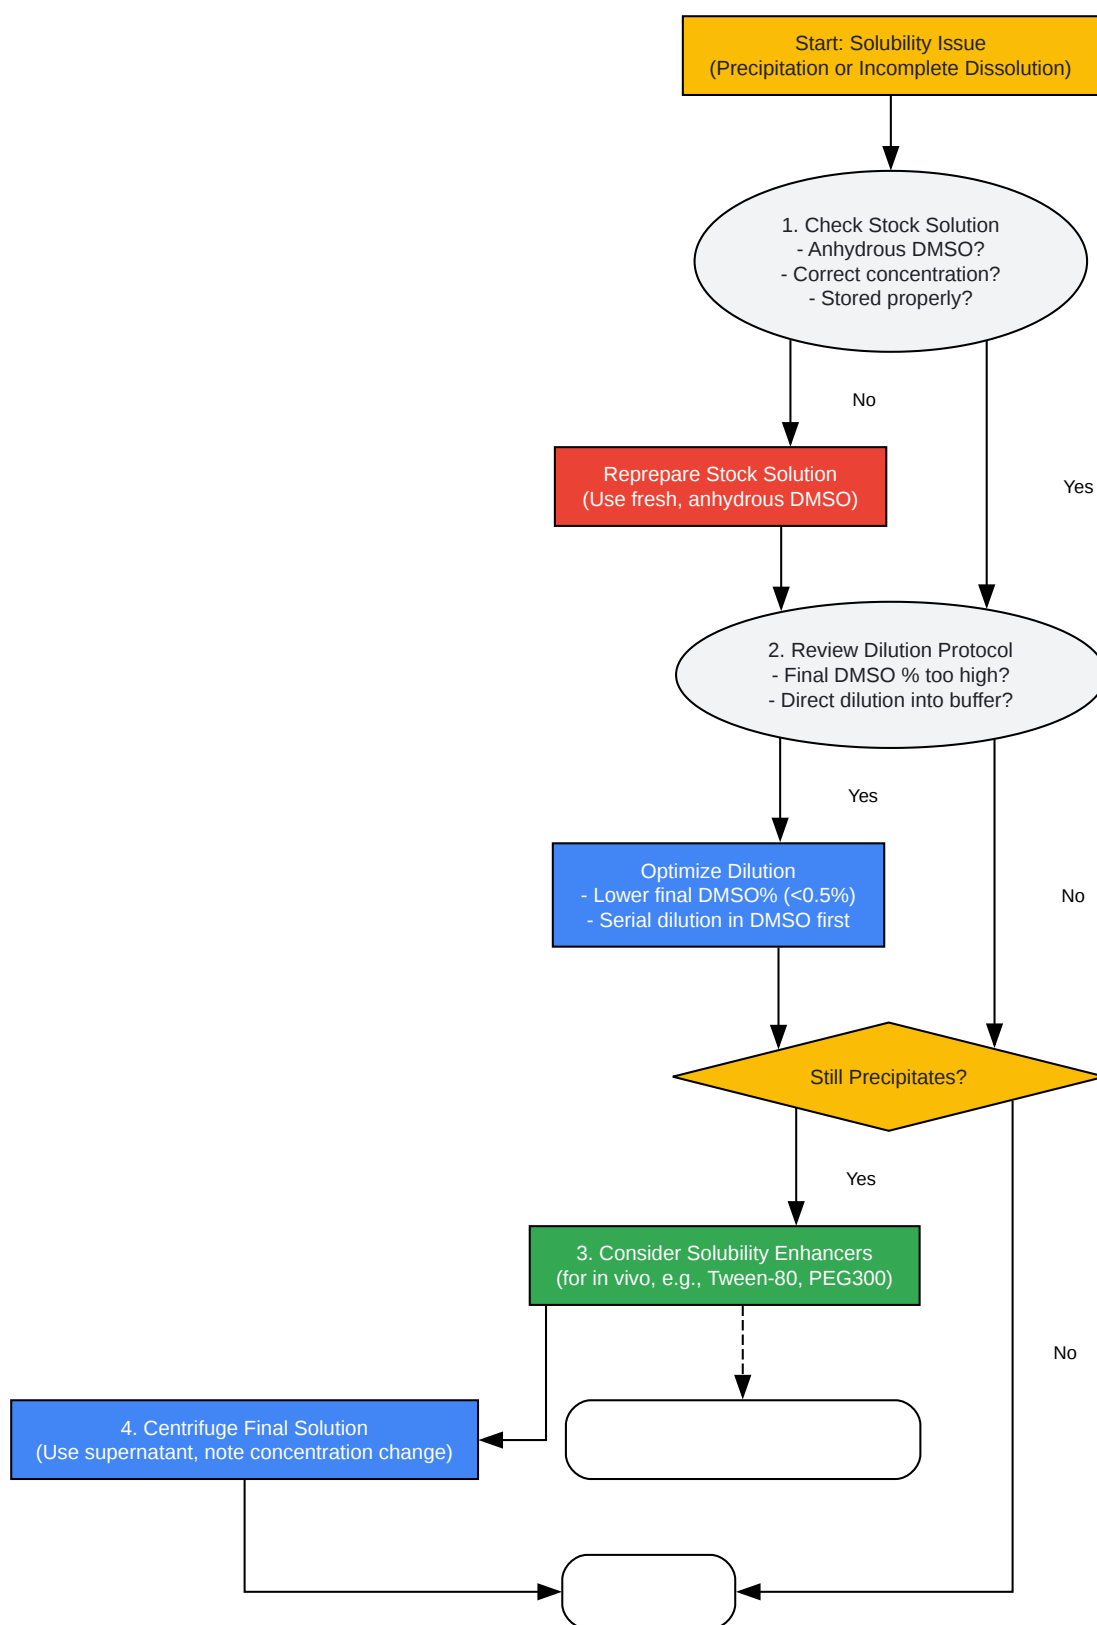 Start: Solubility Issue
(Precipitation or Incomplete Dissolution)
1. Check Stock Solution
- Anhydrous DMSO?
- Correct concentration?
- Stored properly?
No
Yes
Reprepare Stock Solution
(Use fresh, anhydrous DMSO)
2. Review Dilution Protocol
- Final DMSO % too high?
- Direct dilution into buffer?
Yes
No
Optimize Dilution
- Lower final DMSO% (<0.5%)
- Serial dilution in DMSO first
Still Precipitates?
Yes
No
3. Consider Solubility Enhancers
(for in vivo, e.g., Tween-80, PEG300)
4. Centrifuge Final Solution
(Use supernatant, note concentration change)